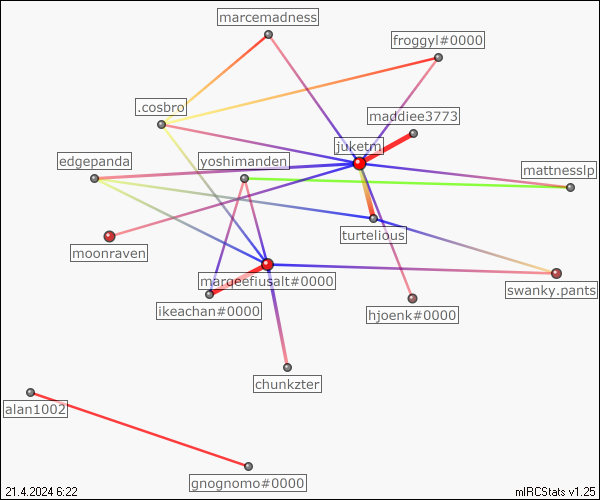 marcemadness
froggyl#0000
.cosbro
maddiee3773
juketm
edgepanda
yoshimanden
mattnesslp
turtelious
moonraven
marqeefiusalt#0000
swanky.pants
ikeachan#0000
hjoenk#0000
chunkzter
alan1002
gnognomo#0000
21.4.2024 6:22
mIRCStats v1.25